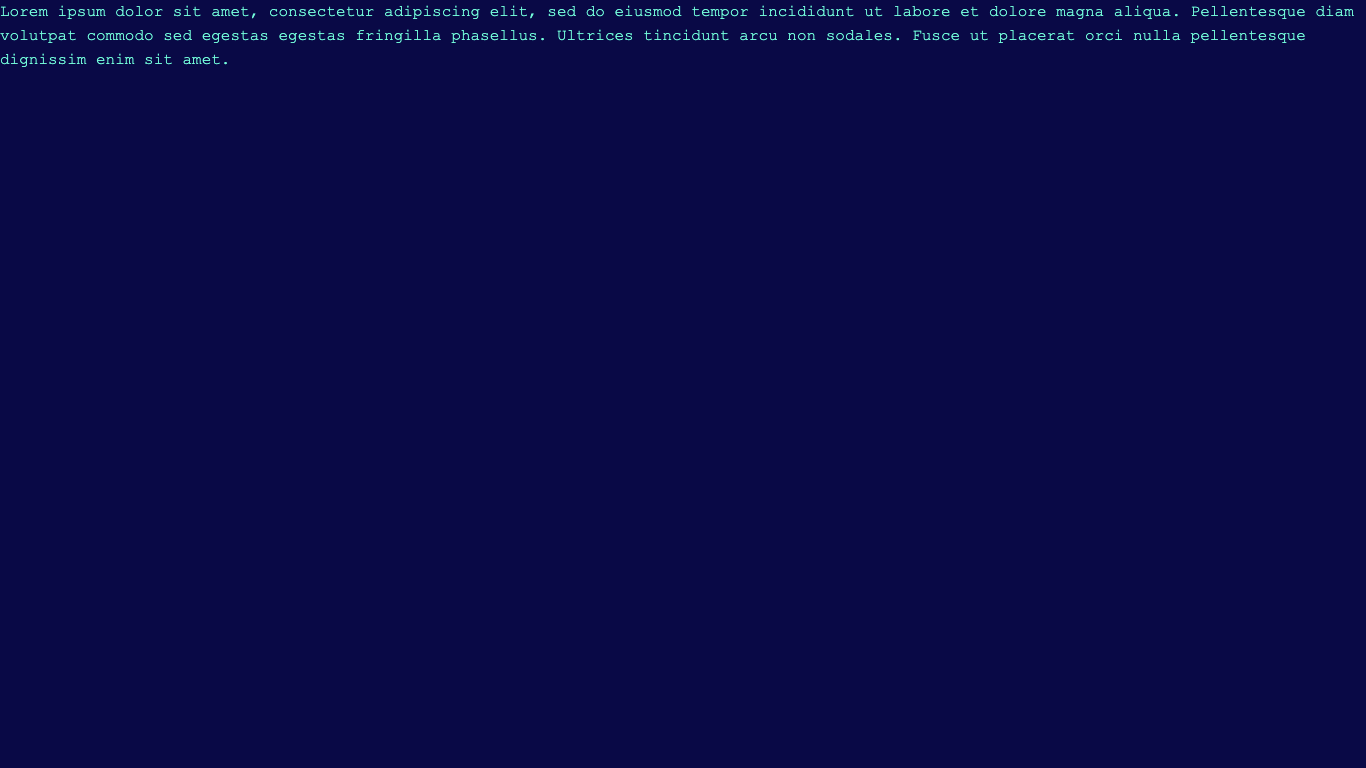 Lorem ipsum dolor sit amet, consectetur adipiscing elit, sed do eiusmod tempor incididunt ut labore et dolore magna aliqua. Pellentesque diam
volutpat commodo sed egestas egestas fringilla phasellus. Ultrices tincidunt arcu non sodales. Fusce ut placerat orci nulla pellentesque
dignissim enim sit amet.